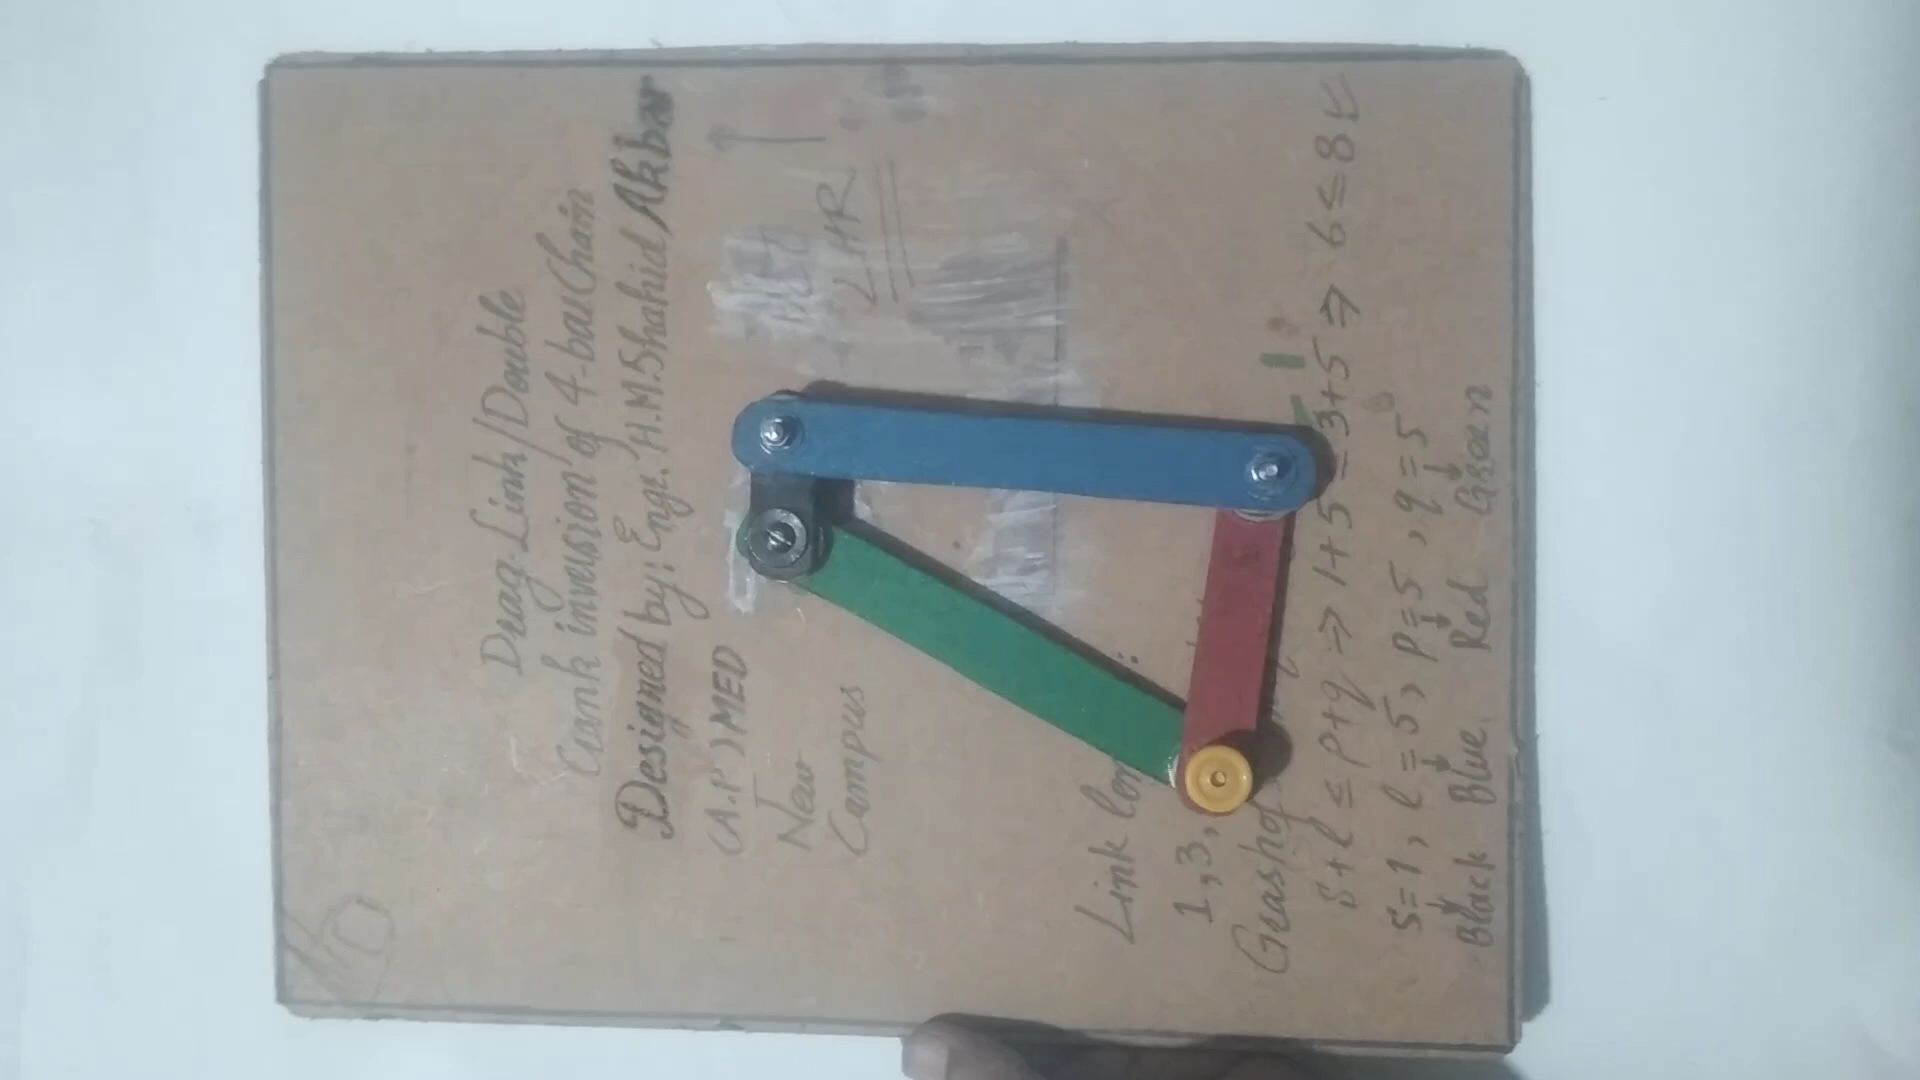 Drag-Link/Double
Crank inversion of 4-bar Chain
Designed by: Engr. H.M. Shahid Akbar
(A.P) MED
New
Campus
LHR
Link
1,3,
S+l ≤ P+q ⇒ 1+5=3+5 ⇒ 6≤8
S=1, l=5, P=5, q=5
↓ ↓ ↓ ↓
Black Blue Red Green